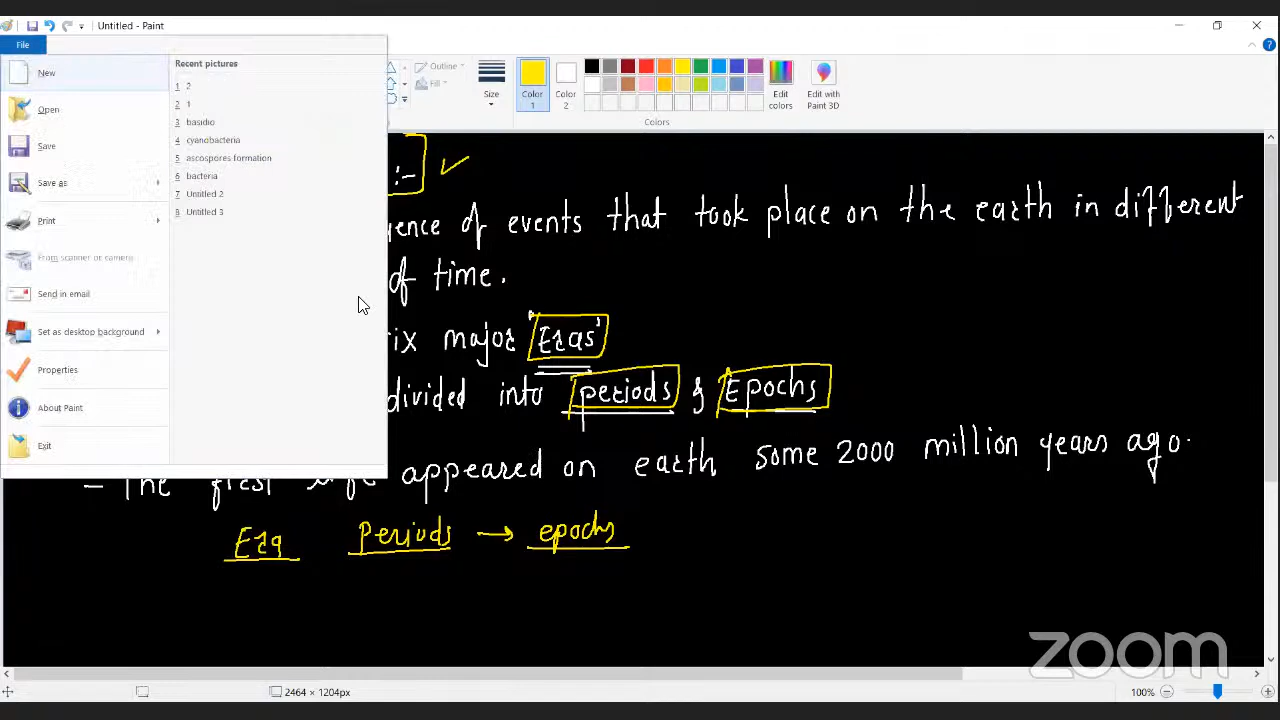 Untitled - Paint
File
New
Open
Save
Save as
Print
From scanner or camera
Send in email
Set as desktop background
Properties
About Paint
Exit
Recent pictures
1 2
2 1
3 basidio
4 cyanobacteria
5 ascospores formation
6 bacteria
7 Untitled 2
8 Untitled 3
Outline
Fill
Size
Color 1
Color 2
Edit colors
Edit with Paint 3D
Colors
:-
uence of events that took place on the earth in different
of time.
ix major Eras
divided into periods & Epochs
- The first life appeared on earth some 2000 million years ago.
Era Periods → epochs
zoom
2464 × 1204px
100%